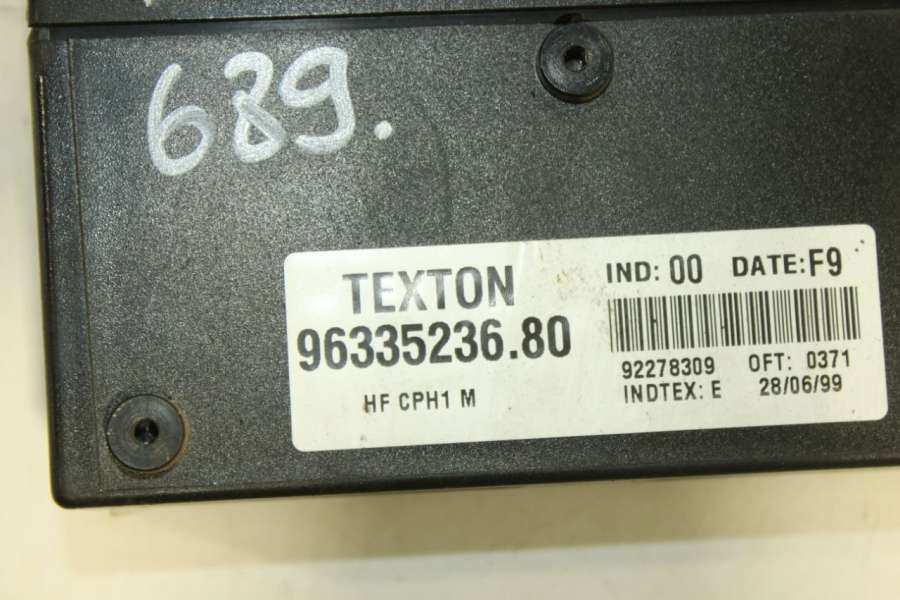 689.
TEXTON
96335236.80
HF CPH1 M
IND: 00 DATE: F9
92278309 OFT: 0371
INDTEX: E 28/06/99